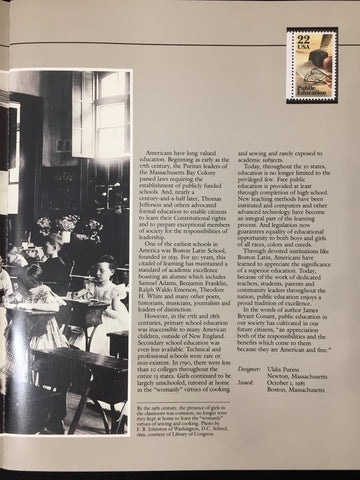 22
USA
Public
Education
Americans have long valued
education. Beginning as early as the
17th century, the Puritan leaders of
the Massachusetts Bay Colony
passed laws requiring the
establishment of publicly funded
schools. And, nearly a
century-and-a-half later, Thomas
Jefferson and others advocated
formal education to enable citizens
to learn their Constitutional rights
and to prepare exceptional members
of society for the responsibilities of
leadership.
One of the earliest schools in
America was Boston Latin School,
founded in 1635. For 350 years, this
citadel of learning has maintained a
standard of academic excellence
boasting an alumni which includes
Samuel Adams, Benjamin Franklin,
Ralph Waldo Emerson, Theodore
H. White and many other poets,
historians, musicians, journalists and
leaders of distinction.
However, in the 17th and 18th
centuries, primary school education
was inaccessible to many American
children, outside of New England.
Secondary school education was
even less available. Technical and
professional schools were rare or
non-existent. In 1790, there were less
than 20 colleges throughout the
entire 13 states. Girls continued to be
largely unschooled, tutored at home
in the "womanly" virtues of cooking
By the 19th century, the presence of girls in
the classroom was common; no longer were
they kept at home to learn the "womanly"
virtues of sewing and cooking. Photo by
F. B. Johnston of Washington, D.C. School,
1899, courtesy of Library of Congress.
and sewing and rarely exposed to
academic subjects.
Today, throughout the 50 states,
education is no longer limited to the
privileged few. Free public
education is provided at least
through completion of high school.
New teaching methods have been
instituted and computers and other
advanced technology have become
an integral part of the learning
process. And legislation now
guarantees equality of educational
opportunity to both boys and girls
of all races, colors and creeds.
Through devoted institutions like
Boston Latin, Americans have
learned to appreciate the significance
of a superior education. Today,
because of the work of dedicated
teachers, students, parents and
community leaders throughout the
nation, public education enjoys a
proud tradition of excellence.
In the words of author James
Bryant Conant, public education in
our society has cultivated in our
future citizens, "an appreciation
both of the responsibilities and the
benefits which come to them
because they are American and free."
Designer: Uldis Purins
Newton, Massachusetts
Issued: October 1, 1985
Boston, Massachusetts